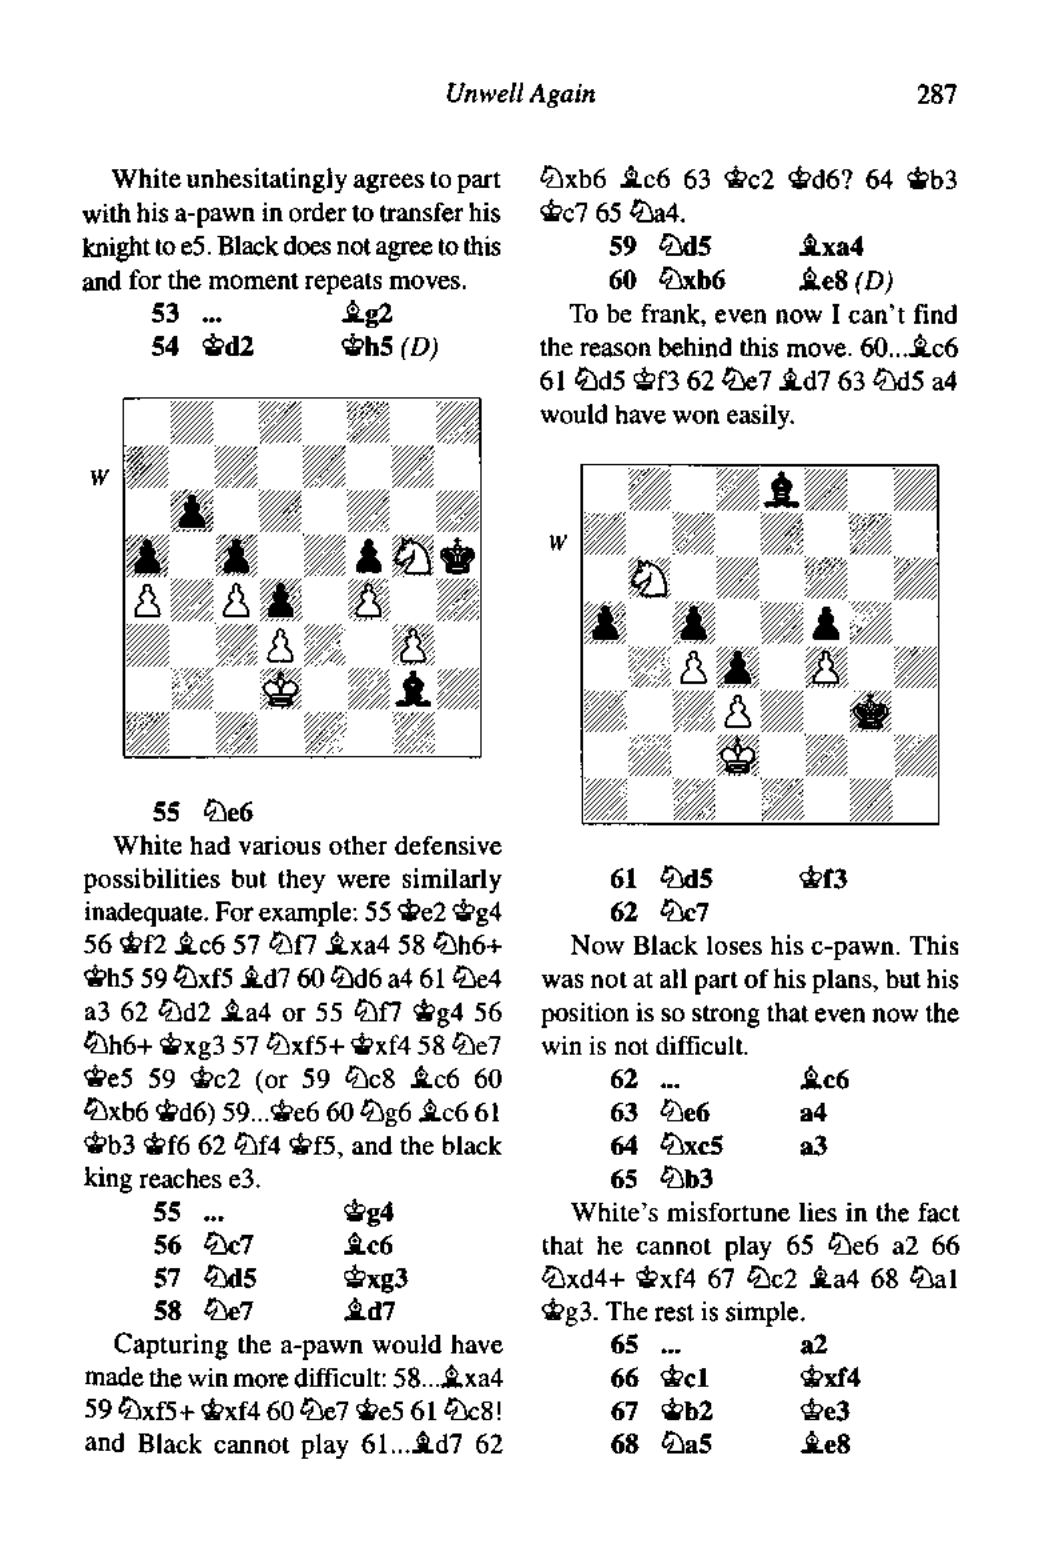 Unwell Again 287
White unhesitatingly agrees to part
with his a-pawn in order to transfer his
knight to e5. Black does not agree to this
and for the moment repeats moves.
53 ... ♝g2
54 ♔d2 ♚h5 (D)
W
55 ♘e6
White had various other defensive
possibilities but they were similarly
inadequate. For example: 55 ♔e2 ♚g4
56 ♔f2 ♝c6 57 ♘f7 ♝xa4 58 ♘h6+
♚h5 59 ♘xf5 ♝d7 60 ♘d6 a4 61 ♘e4
a3 62 ♘d2 ♝a4 or 55 ♘f7 ♚g4 56
♘h6+ ♚xg3 57 ♘xf5+ ♚xf4 58 ♘e7
♚e5 59 ♔c2 (or 59 ♘c8 ♝c6 60
♘xb6 ♚d6) 59...♚e6 60 ♘g6 ♝c6 61
♔b3 ♚f6 62 ♘f4 ♚f5, and the black
king reaches e3.
55 ... ♚g4
56 ♘c7 ♝c6
57 ♘d5 ♚xg3
58 ♘e7 ♝d7
Capturing the a-pawn would have
made the win more difficult: 58...♝xa4
59 ♘xf5+ ♚xf4 60 ♘e7 ♚e5 61 ♘c8!
and Black cannot play 61...♝d7 62
♘xb6 ♝c6 63 ♔c2 ♚d6? 64 ♔b3
♚c7 65 ♘a4.
59 ♘d5 ♝xa4
60 ♘xb6 ♝e8 (D)
To be frank, even now I can't find
the reason behind this move. 60...♝c6
61 ♘d5 ♚f3 62 ♘e7 ♝d7 63 ♘d5 a4
would have won easily.
W
61 ♘d5 ♚f3
62 ♘c7
Now Black loses his c-pawn. This
was not at all part of his plans, but his
position is so strong that even now the
win is not difficult.
62 ... ♝c6
63 ♘e6 a4
64 ♘xc5 a3
65 ♘b3
White's misfortune lies in the fact
that he cannot play 65 ♘e6 a2 66
♘xd4+ ♚xf4 67 ♘c2 ♝a4 68 ♘a1
♚g3. The rest is simple.
65 ... a2
66 ♔c1 ♚xf4
67 ♔b2 ♚e3
68 ♘a5 ♝e8